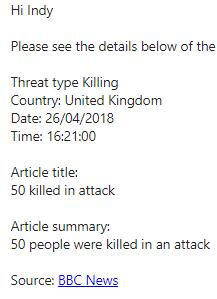 Hi Indy
Please see the details below of the
Threat type Killing
Country: United Kingdom
Date: 26/04/2018
Time: 16:21:00
Article title:
50 killed in attack
Article summary:
50 people were killed in an attack
Source: BBC News